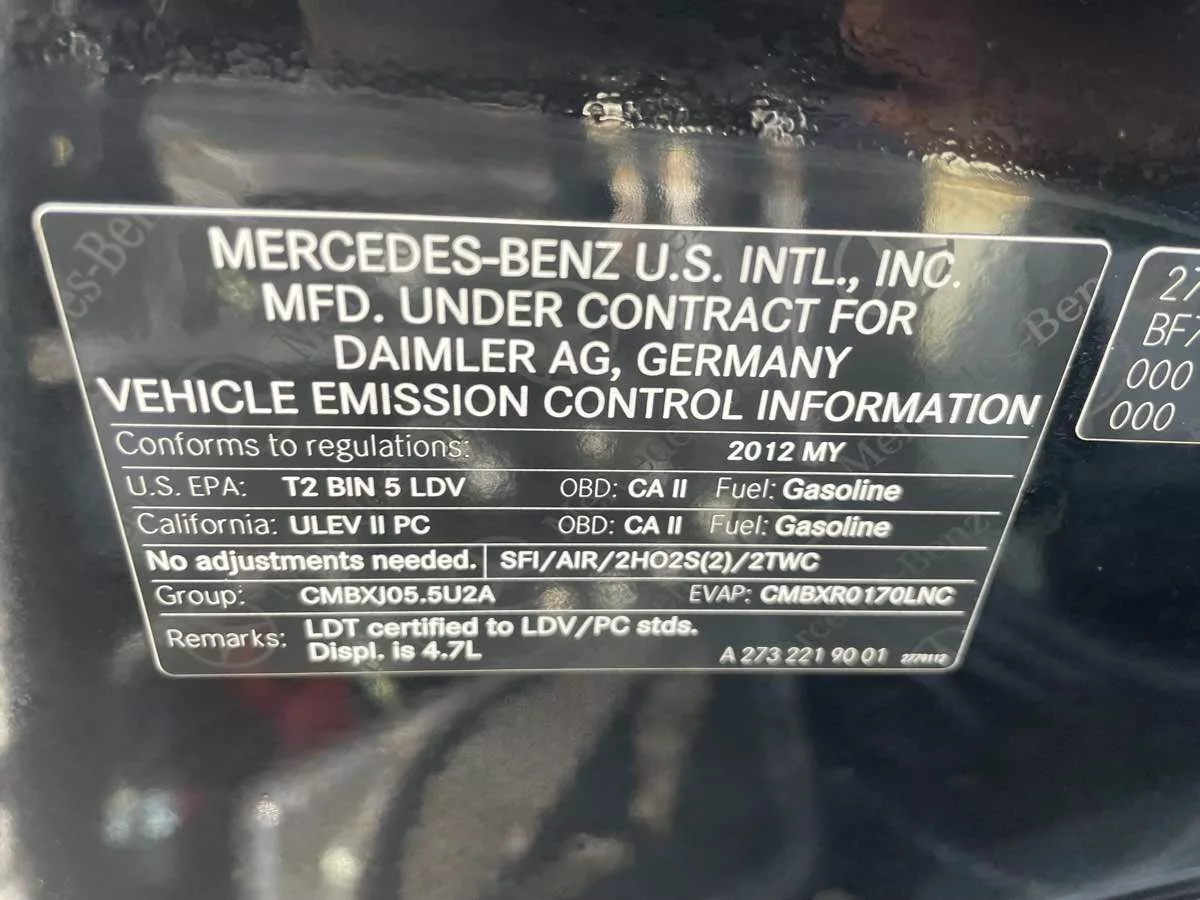 MERCEDES-BENZ U.S. INTL., INC.
MFD. UNDER CONTRACT FOR
DAIMLER AG, GERMANY
VEHICLE EMISSION CONTROL INFORMATION
Conforms to regulations: 2012 MY
U.S. EPA: T2 BIN 5 LDV OBD: CA II Fuel: Gasoline
California: ULEV II PC OBD: CA II Fuel: Gasoline
No adjustments needed. SFI/AIR/2HO2S(2)/2TWC
Group: CMBXJ05.5U2A EVAP: CMBXR0170LNC
Remarks: LDT certified to LDV/PC stds.
Displ. is 4.7L
A 273 221 90 01
000
000